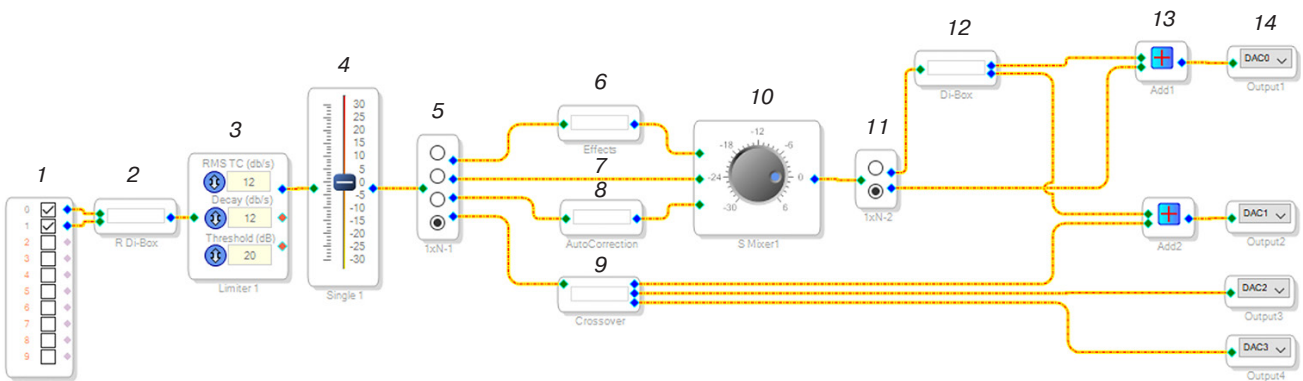 1
0
1
2
3
4
5
6
7
8
9
2
R Di-Box
3
RMS TC (db/s)
12
Decay (db/s)
12
Threshold (dB)
20
Limiter 1
4
30
25
20
15
10
5
0
-5
-10
-15
-20
-25
-30
Single 1
5
1xN-1
6
Effects
7
8
AutoCorrection
9
Crossover
10
-12
-18
-6
-24
0
-30
6
S Mixer1
11
1xN-2
12
Di-Box
13
Add1
Add2
14
DAC0
Output1
DAC1
Output2
DAC2
Output3
DAC3
Output4